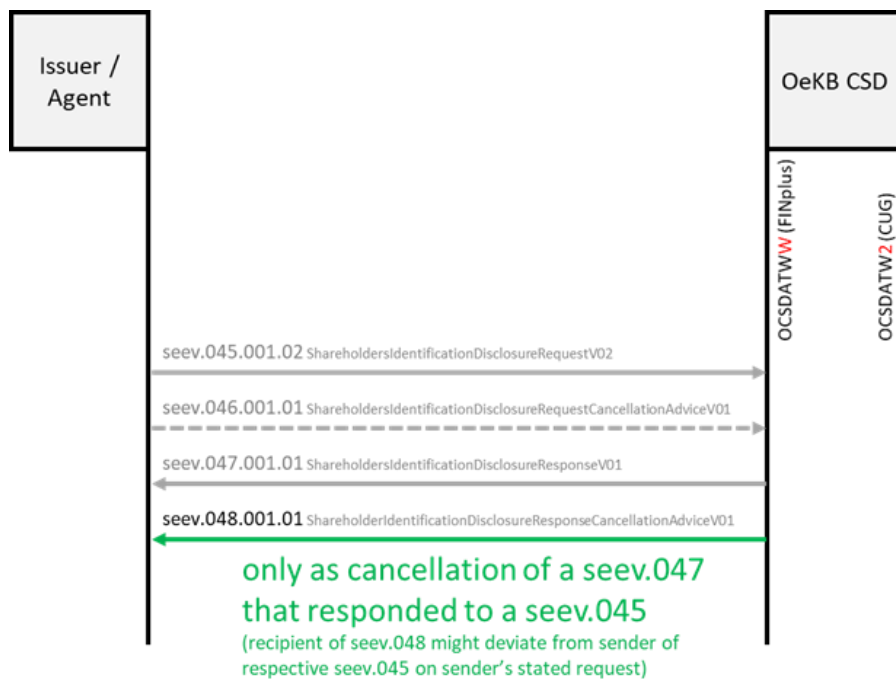 Issuer /
Agent
OeKB CSD
OCSDATWW (FINplus)
OCSDATW2 (CUG)
seev.045.001.02 ShareholdersIdentificationDisclosureRequestV02
seev.046.001.01 ShareholdersIdentificationDisclosureRequestCancellationAdviceV01
seev.047.001.01 ShareholdersIdentificationDisclosureResponseV01
seev.048.001.01 ShareholderIdentificationDisclosureResponseCancellationAdviceV01
only as cancellation of a seev.047
that responded to a seev.045
(recipient of seev.048 might deviate from sender of
respective seev.045 on sender's stated request)